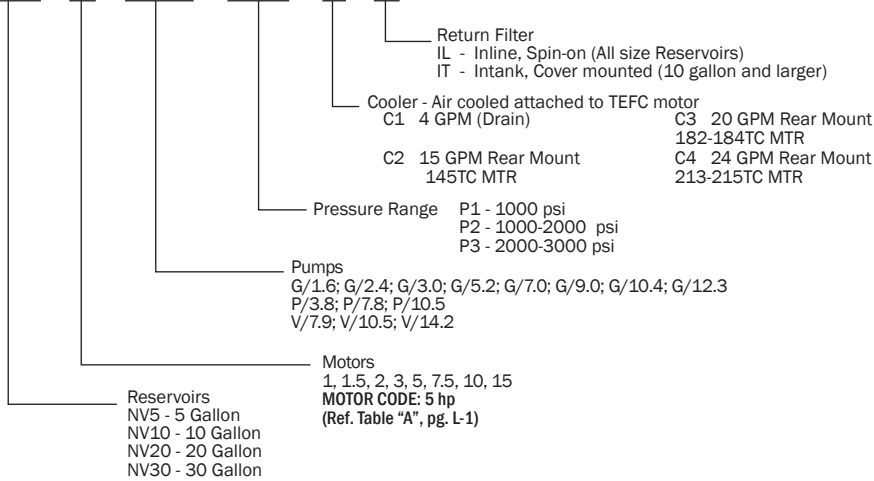 Return Filter
IL - Inline, Spin-on (All size Reservoirs)
IT - Intank, Cover mounted (10 gallon and larger)
Cooler - Air cooled attached to TEFC motor
C1 4 GPM (Drain)
C3 20 GPM Rear Mount
182-184TC MTR
C2 15 GPM Rear Mount
145TC MTR
C4 24 GPM Rear Mount
213-215TC MTR
Pressure Range P1 - 1000 psi
P2 - 1000-2000 psi
P3 - 2000-3000 psi
Pumps
G/1.6; G/2.4; G/3.0; G/5.2; G/7.0; G/9.0; G/10.4; G/12.3
P/3.8; P/7.8; P/10.5
V/7.9; V/10.5; V/14.2
Motors
1, 1.5, 2, 3, 5, 7.5, 10, 15
MOTOR CODE: 5 hp
(Ref. Table “A”, pg. L-1)
Reservoirs
NV5 - 5 Gallon
NV10 - 10 Gallon
NV20 - 20 Gallon
NV30 - 30 Gallon